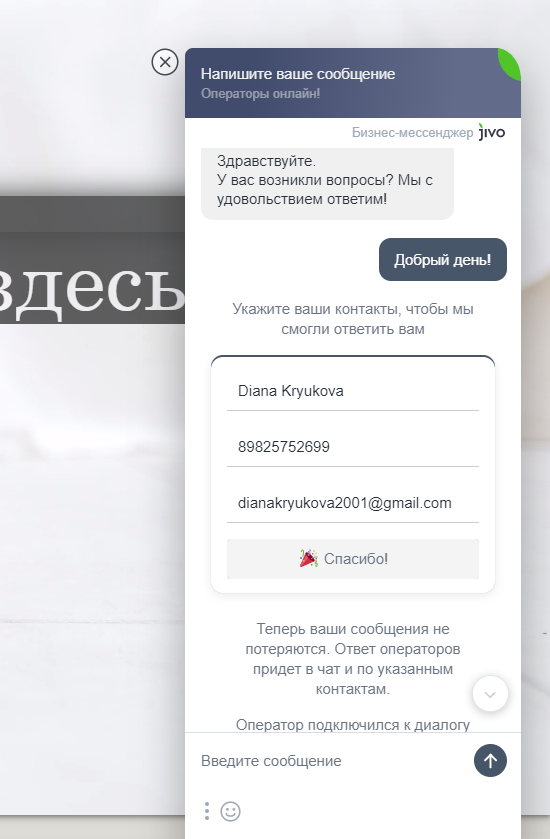 Напишите ваше сообщение
Операторы онлайн!
Бизнес-мессенджер jivo
Здравствуйте.
У вас возникли вопросы? Мы с
удовольствием ответим!
здесь
Добрый день!
Укажите ваши контакты, чтобы мы
смогли ответить вам
Diana Kryukova
89825752699
dianakryukova2001@gmail.com
Спасибо!
Теперь ваши сообщения не
потеряются. Ответ операторов
придет в чат и по указанным
контактам.
Оператор подключился к диалогу
Введите сообщение